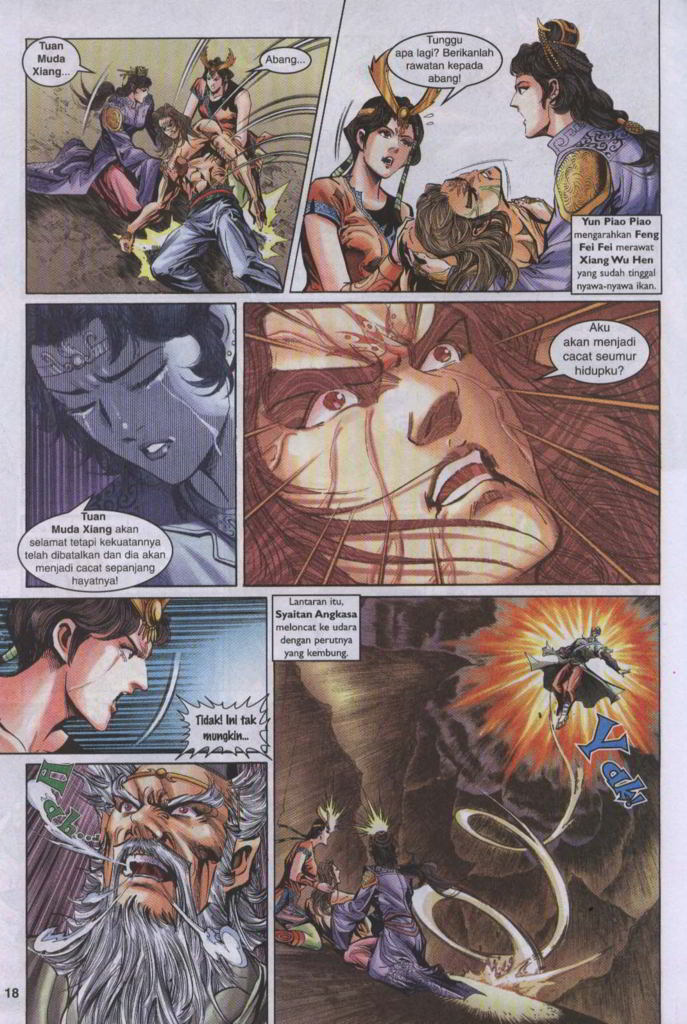 Tuan
Muda
Xiang...
Abang...
Tunggu
apa lagi? Berikanlah
rawatan kepada
abang!
Yun Piao Piao
mengarahkan Feng
Fei Fei merawat
Xiang Wu Hen
yang sudah tinggal
nyawa-nyawa ikan.
Tuan
Muda Xiang akan
selamat tetapi kekuatannya
telah dibatalkan dan dia akan
menjadi cacat sepanjang
hayatnya!
Aku
akan menjadi
cacat seumur
hidupku?
Tidak! Ini tak
mungkin...
Lantaran itu,
Syaitan Angkasa
meloncat ke udara
dengan perutnya
yang kembung.
18